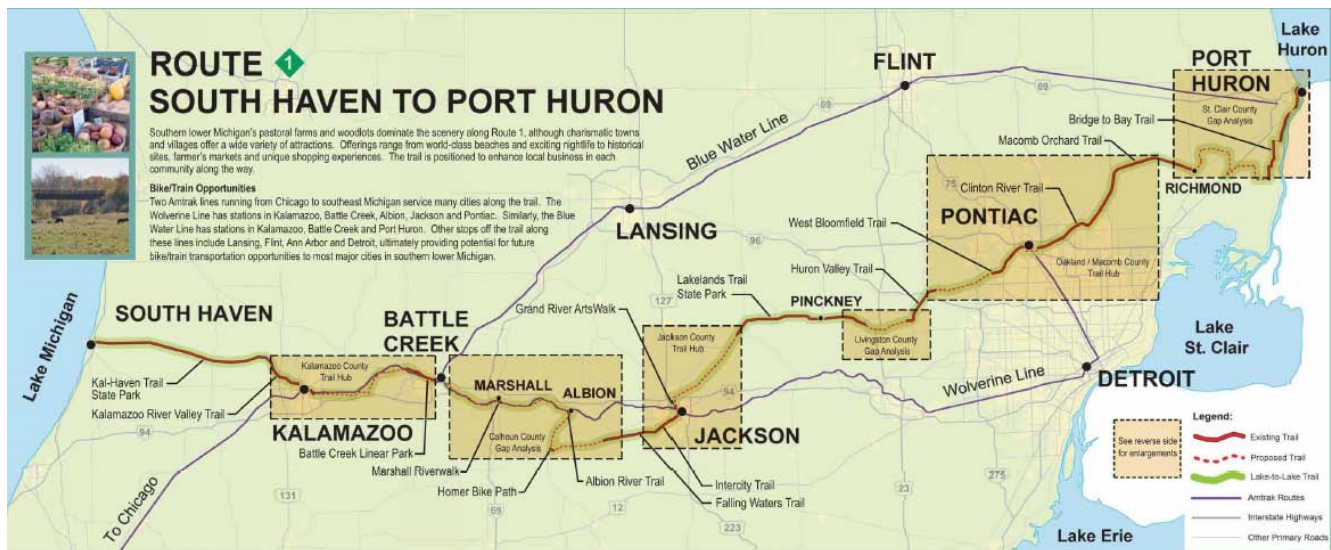 ROUTE 1
SOUTH HAVEN TO PORT HURON
Southern lower Michigan's pastoral farms and woodlots dominate the scenery along Route 1, although charismatic towns
and villages offer a wide variety of attractions. Offerings range from world-class beaches and exciting nightlife to historical
sites, farmer's markets and unique shopping experiences. The trail is positioned to enhance local business in each
community along the way.
Bike/Train Opportunities
Two Amtrak lines running from Chicago to southeast Michigan service many cities along the trail. The
Wolverine Line has stations in Kalamazoo, Battle Creek, Albion, Jackson and Pontiac. Similarly, the Blue
Water Line has stations in Kalamazoo, Battle Creek and Port Huron. Other stops off the trail along
these lines include Lansing, Flint, Ann Arbor and Detroit, ultimately providing potential for future
bike/train transportation opportunities to most major cities in southern lower Michigan.
Lake Michigan
SOUTH HAVEN
Kal-Haven Trail
State Park
Kalamazoo River Valley Trail
Kalamazoo County
Trail Hub
KALAMAZOO
94
To Chicago
131
BATTLE
CREEK
Battle Creek Linear Park
Marshall Riverwalk
Homer Bike Path
MARSHALL
ALBION
Calhoun County
Gap Analysis
Albion River Trail
69
12
223
127
Grand River ArtsWalk
Jackson County
Trail Hub
94
JACKSON
Intercity Trail
Falling Waters Trail
Lakelands Trail
State Park
PINCKNEY
Livingston County
Gap Analysis
Huron Valley Trail
West Bloomfield Trail
LANSING
96
Blue Water Line
69
FLINT
69
75
PONTIAC
Clinton River Trail
Oakland / Macomb County
Trail Hub
Macomb Orchard Trail
Bridge to Bay Trail
PORT
HURON
St. Clair County
Gap Analysis
RICHMOND
Lake
Huron
Lake
St. Clair
DETROIT
Wolverine Line
23
275
Lake Erie
See reverse side
for enlargements
Legend:
Existing Trail
Proposed Trail
Lake-to-Lake Trail
Amtrak Routes
Interstate Highways
Other Primary Roads